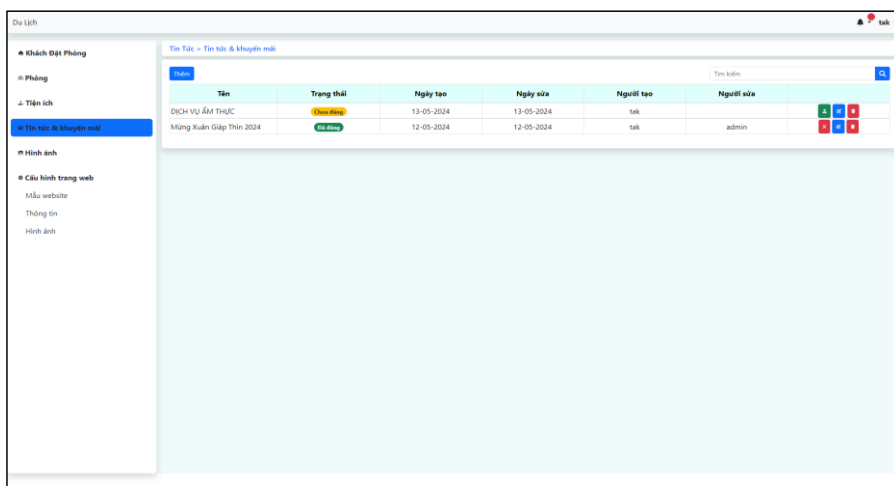 Du Lịch
tak
Khách Đặt Phòng
Phòng
Tiện ích
Tin tức & khuyến mãi
Hình ảnh
Cấu hình trang web
Mẫu website
Thông tin
Hình ảnh
Tin Tức > Tin tức & khuyến mãi
Thêm
Tìm kiếm
Tên Trạng thái Ngày tạo Ngày sửa Người tạo Người sửa
DỊCH VỤ ẨM THỰC Chưa đăng 13-05-2024 13-05-2024 tak
Mừng Xuân Giáp Thìn 2024 Đã đăng 12-05-2024 12-05-2024 tak admin